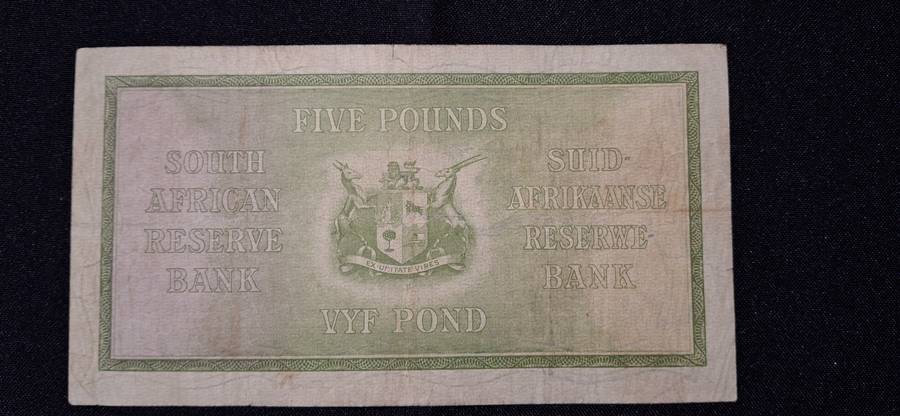 FIVE POUNDS
SOUTH
AFRICAN
RESERVE
BANK
SUID-
AFRIKAANSE
RESERWE-
BANK
EX UNITATE VIRES
VYF POND